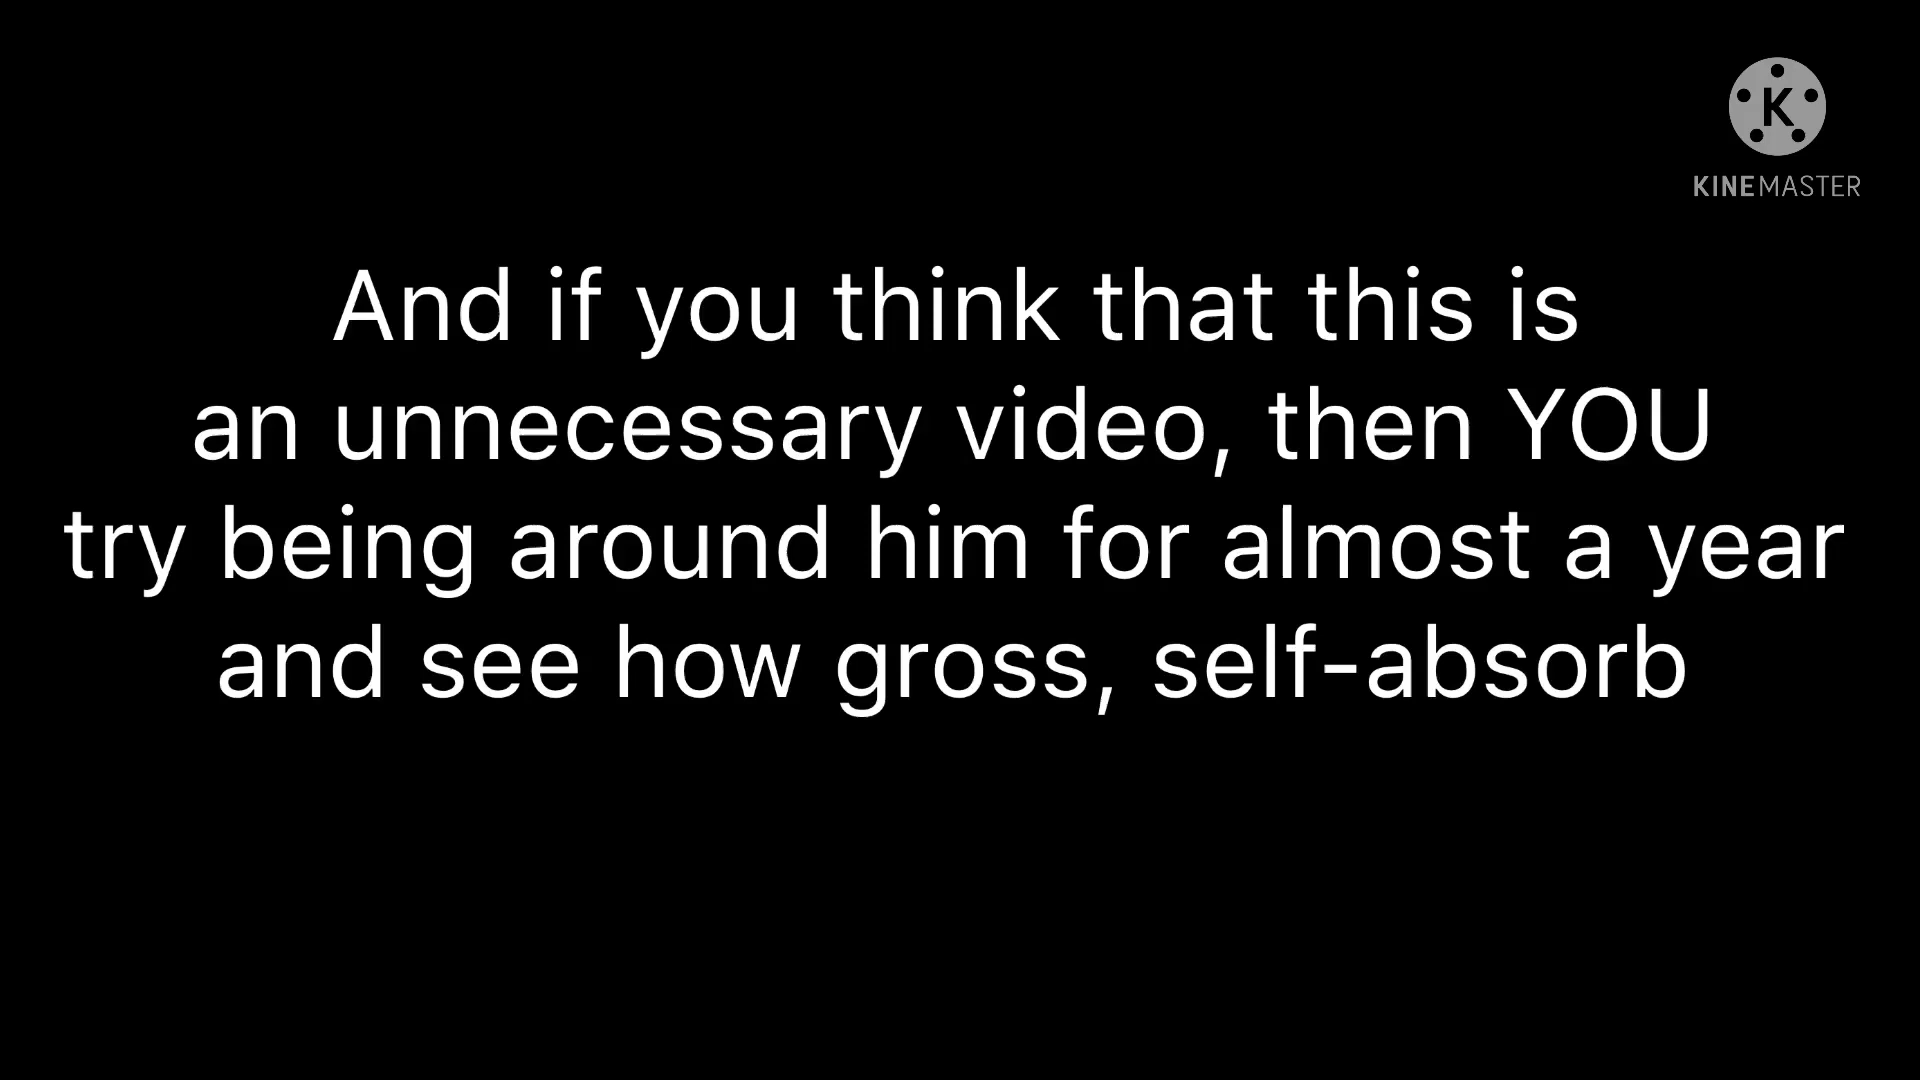 K
KINEMASTER
And if you think that this is
an unnecessary video, then YOU
try being around him for almost a year
and see how gross, self-absorb